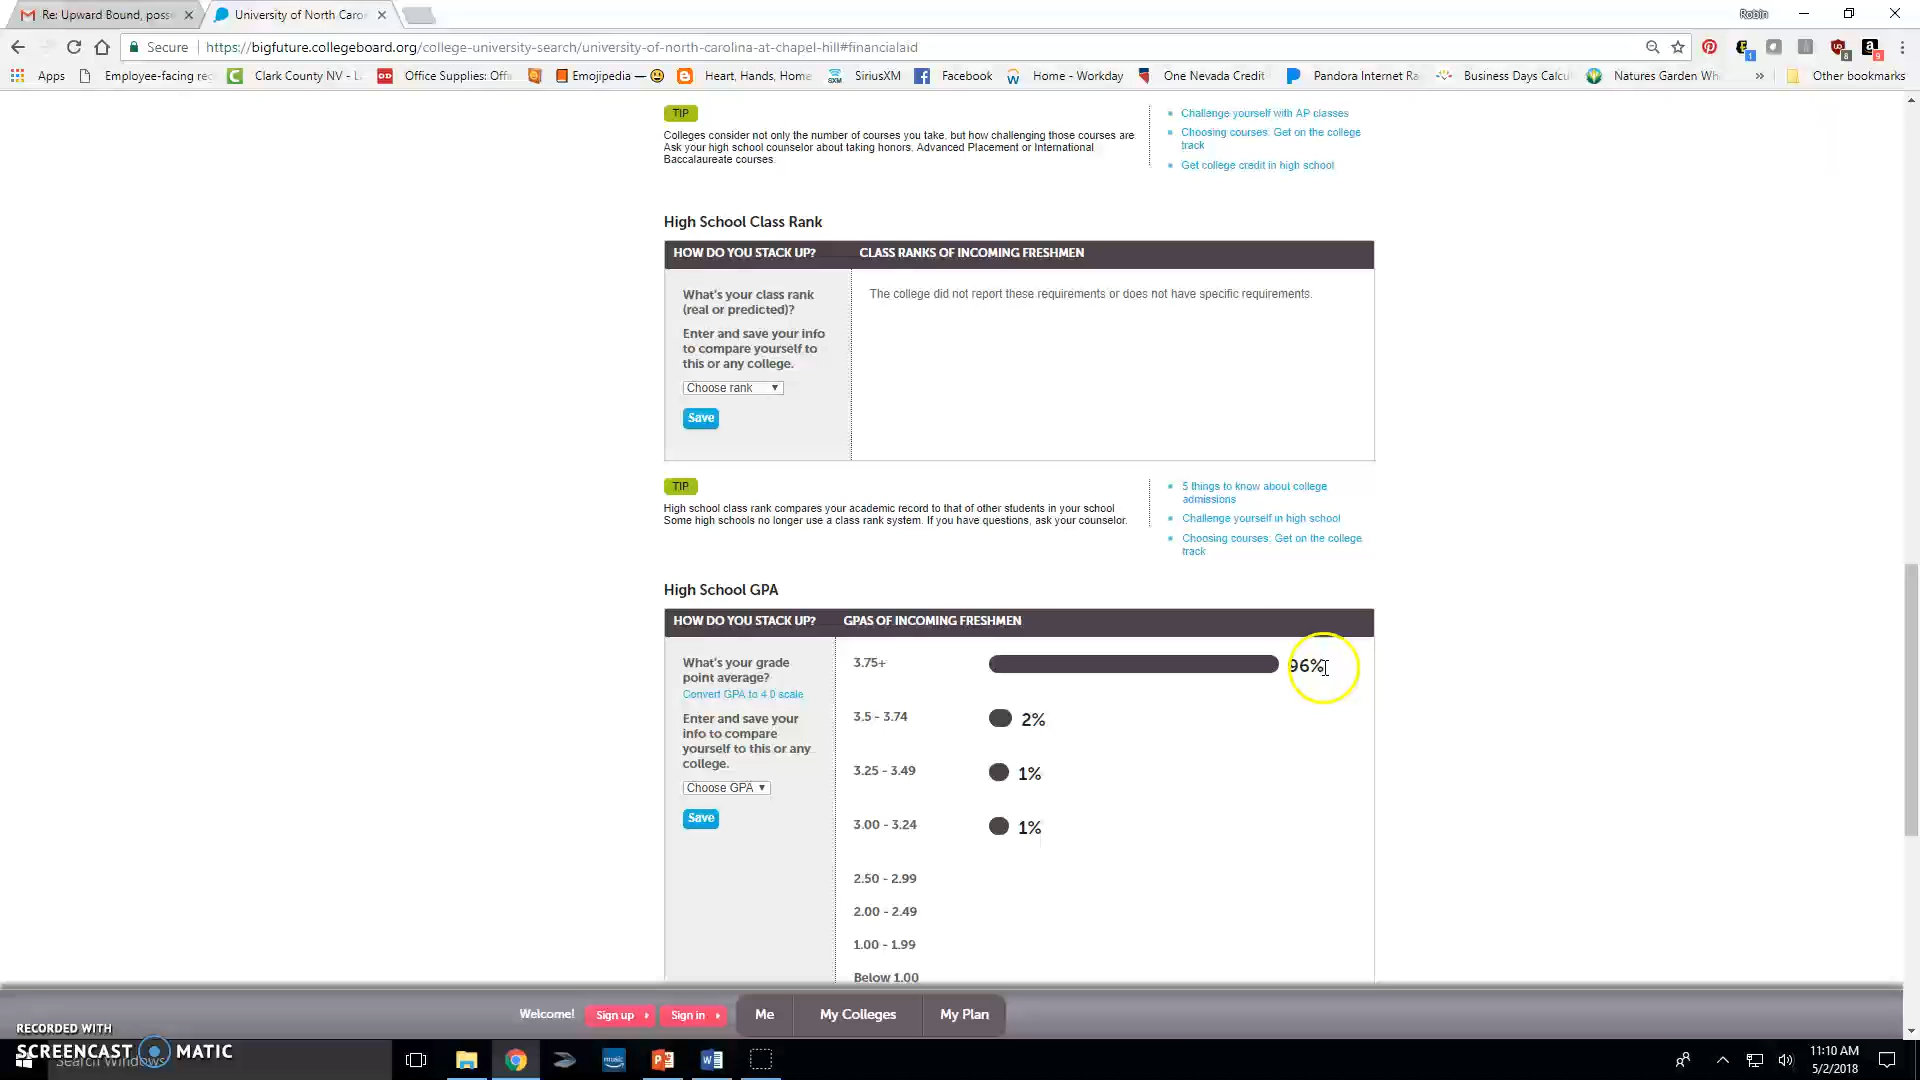 Re: Upward Bound, poss
University of North Caro
Robin
Secure
https://bigfuture.collegeboard.org/college-university-search/university-of-north-carolina-at-chapel-hill#financialaid
Apps
Employee-facing re
Clark County NV - L
Office Supplies: Offi
Emojipedia —
Heart, Hands, Home
SiriusXM
Facebook
Home - Workday
One Nevada Credit
Pandora Internet Ra
Business Days Calcu
Natures Garden Wh
Other bookmarks
TIP
Colleges consider not only the number of courses you take, but how challenging those courses are.
Ask your high school counselor about taking honors, Advanced Placement or International
Baccalaureate courses.
Challenge yourself with AP classes
Choosing courses: Get on the college
track
Get college credit in high school
High School Class Rank
HOW DO YOU STACK UP?
CLASS RANKS OF INCOMING FRESHMEN
What's your class rank
(real or predicted)?
Enter and save your info
to compare yourself to
this or any college.
Choose rank
Save
The college did not report these requirements or does not have specific requirements.
TIP
High school class rank compares your academic record to that of other students in your school
Some high schools no longer use a class rank system. If you have questions, ask your counselor.
5 things to know about college
admissions
Challenge yourself in high school
Choosing courses: Get on the college
track
High School GPA
HOW DO YOU STACK UP?
GPAS OF INCOMING FRESHMEN
What's your grade
point average?
Convert GPA to 4.0 scale
Enter and save your
info to compare
yourself to this or any
college.
Choose GPA
Save
3.75+
96%
3.5 - 3.74
2%
3.25 - 3.49
1%
3.00 - 3.24
1%
2.50 - 2.99
2.00 - 2.49
1.00 - 1.99
Below 1.00
Welcome!
Sign up
Sign in
Me
My Colleges
My Plan
RECORDED WITH
SCREENCAST MATIC
Search Windows
music
11:10 AM
5/2/2018